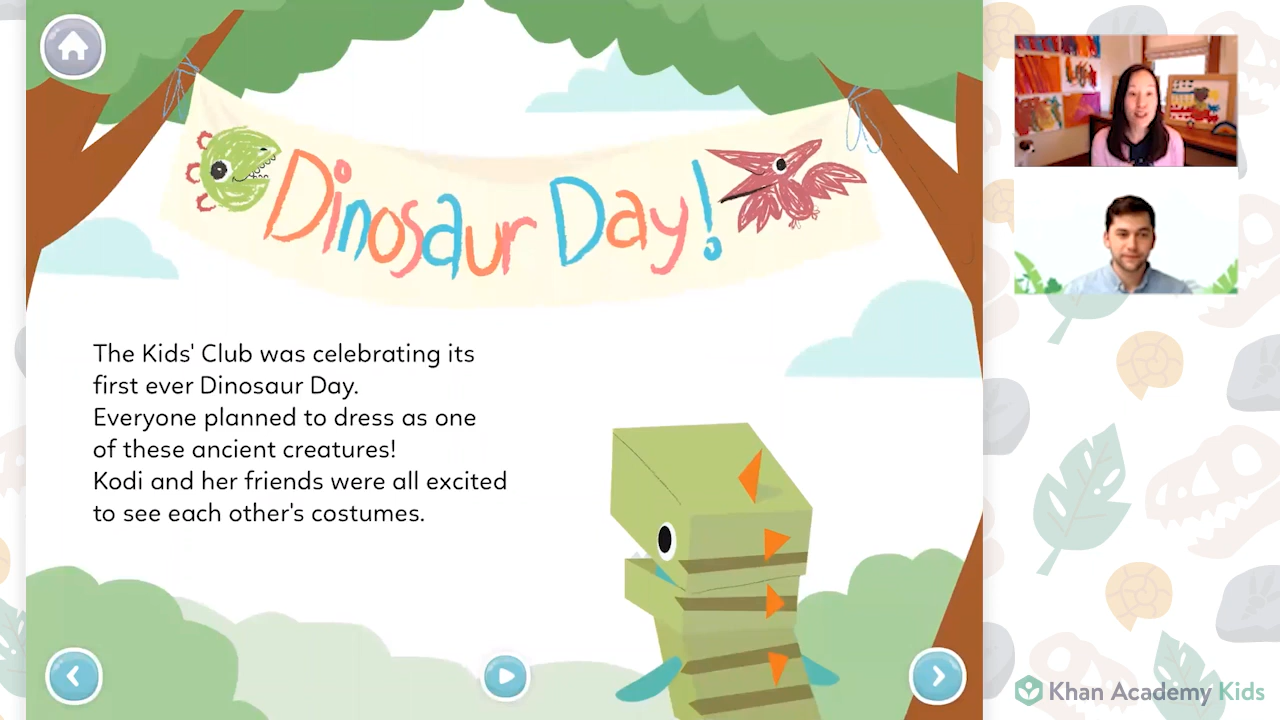 Dinosaur Day!
The Kids' Club was celebrating its
first ever Dinosaur Day.
Everyone planned to dress as one
of these ancient creatures!
Kodi and her friends were all excited
to see each other's costumes.
Khan Academy Kids